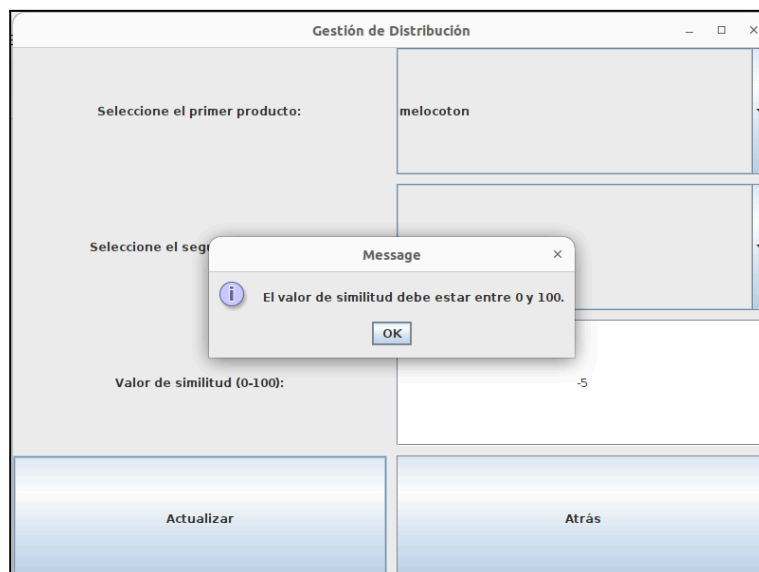 Gestión de Distribución
Seleccione el primer producto:
melocoton
Seleccione el
Message
El valor de similitud debe estar entre 0 y 100.
OK
Valor de similitud (0-100):
-5
Actualizar
Atrás